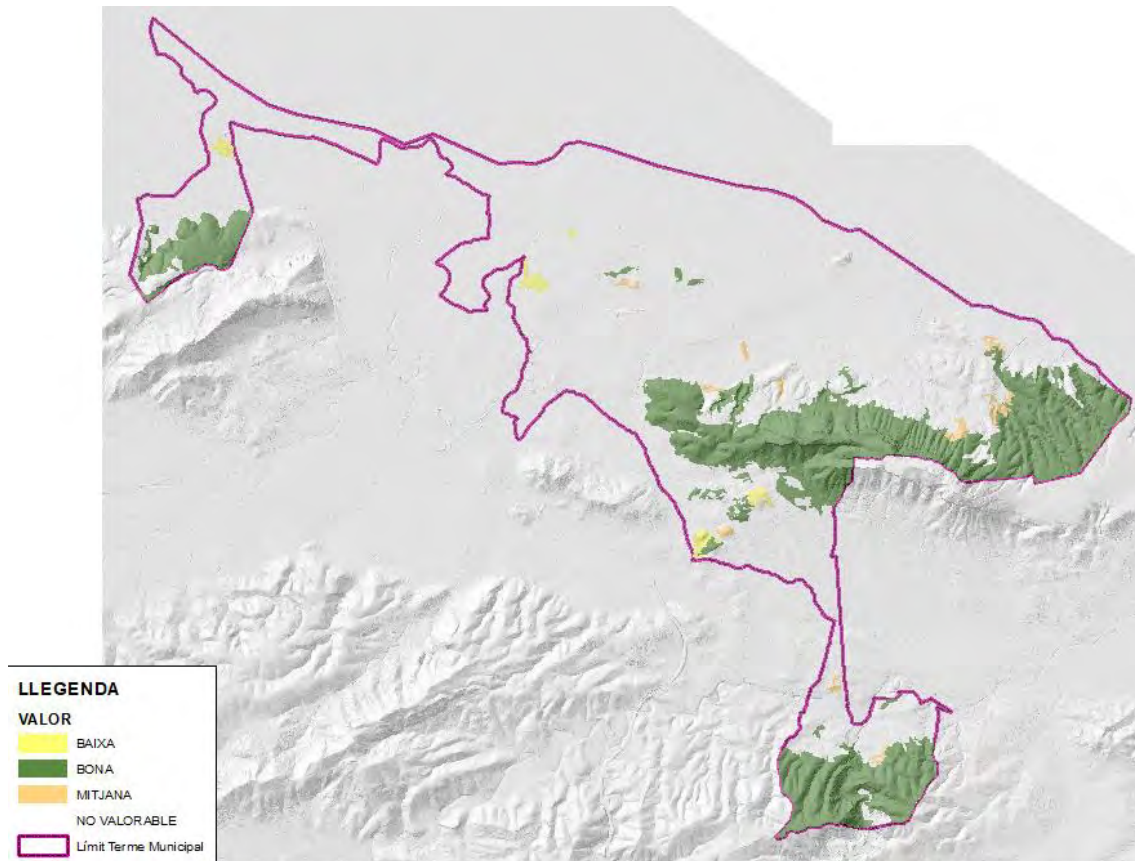 LLEGENDA
VALOR
BAIXA
BONA
MITJANA
NO VALORABLE
Límit Terme Municipal